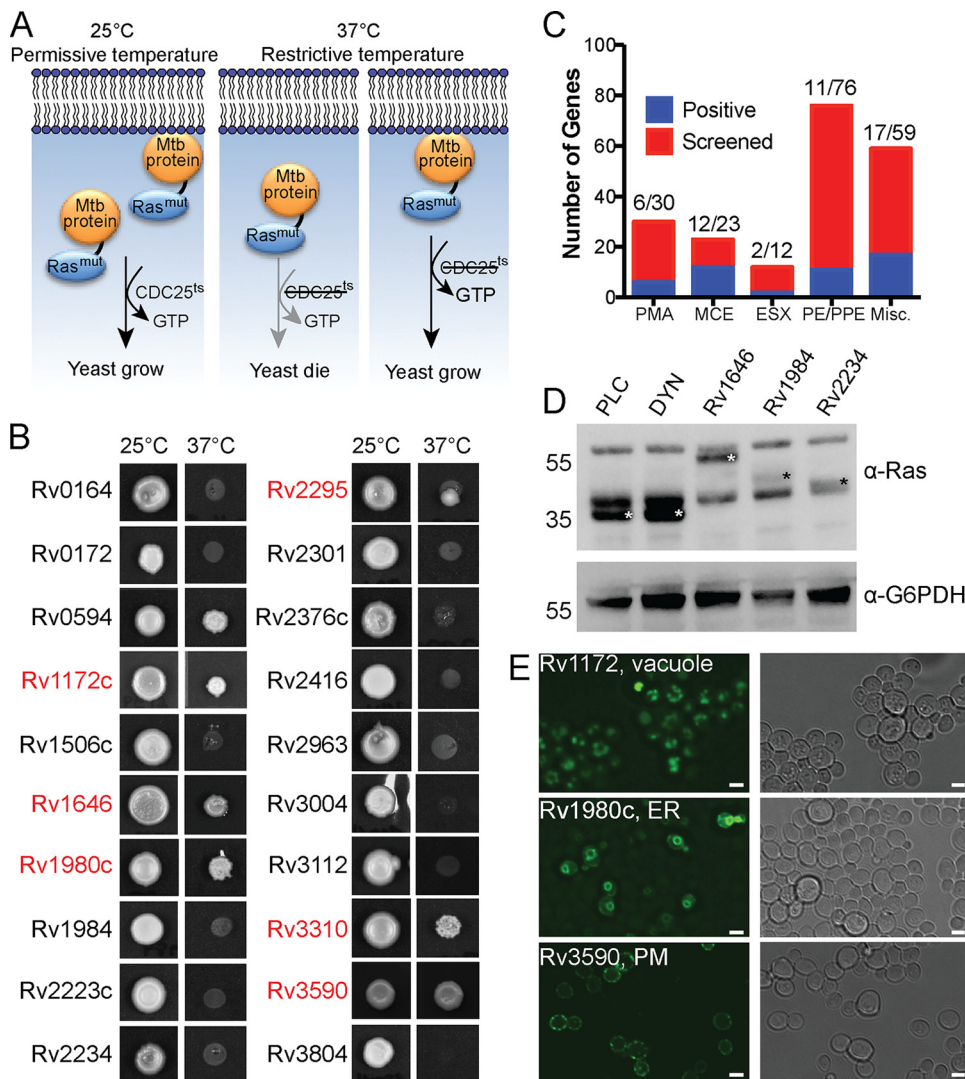 A
25°C
Permissive temperature
37°C
Restrictive temperature
Mtb protein
Ras^mut
Mtb protein
Ras^mut
CDC25^ts
GTP
Yeast grow
Mtb protein
Ras^mut
CDC25^ts
GTP
Yeast die
Mtb protein
Ras^mut
CDC25^ts
GTP
Yeast grow
B
25°C 37°C
Rv0164
Rv0172
Rv0594
Rv1172c
Rv1506c
Rv1646
Rv1980c
Rv1984
Rv2223c
Rv2234
25°C 37°C
Rv2295
Rv2301
Rv2376c
Rv2416
Rv2963
Rv3004
Rv3112
Rv3310
Rv3590
Rv3804
C
Number of Genes
100
80
60
40
20
0
Positive
Screened
6/30
12/23
2/12
11/76
17/59
PMA MCE ESX PE/PPE Misc.
D
PLC DYN Rv1646 Rv1984 Rv2234
55
35
* * * * *
α-Ras
55
α-G6PDH
E
Rv1172, vacuole
Rv1980c, ER
Rv3590, PM